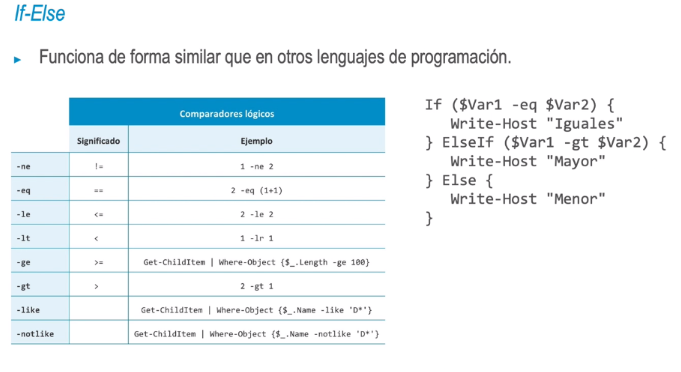 If-Else
► Funciona de forma similar que en otros lenguajes de programación.
Comparadores lógicos
Significado Ejemplo
-ne != 1 -ne 2
-eq == 2 -eq (1+1)
-le <= 2 -le 2
-lt < 1 -lr 1
-ge >= Get-ChildItem | Where-Object {$_.Length -ge 100}
-gt > 2 -gt 1
-like Get-ChildItem | Where-Object {$_.Name -like 'D*'}
-notlike Get-ChildItem | Where-Object {$_.Name -notlike 'D*'}
If ($Var1 -eq $Var2) {
Write-Host "Iguales"
} ElseIf ($Var1 -gt $Var2) {
Write-Host "Mayor"
} Else {
Write-Host "Menor"
}